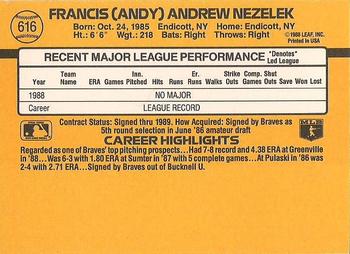 616
FRANCIS (ANDY) ANDREW NEZELEK
Born: Oct. 24, 1985 Endicott, NY Home: Endicott, NY
Ht.: 6'6" Wgt.: 218 Bats: Right Throws: Right
© 1988 LEAF, INC.
Printed in USA
RECENT MAJOR LEAGUE PERFORMANCE *Denotes* Led League
Year Team Name ERA Games Inn. Pit. Hits Er. Runs Walks Strike Outs Comp. Games Shut Outs Saves Won Lost
1988 NO MAJOR
Career LEAGUE RECORD
Contract Status: Signed thru 1989. How Acquired: Signed by Braves as
5th round selection in June '86 amateur draft
CAREER HIGHLIGHTS
Regarded as one of Braves' top pitching prospects... Had 7-8 record and 4.38 ERA at Greenville
in '88... Was 6-3 with 1.80 ERA at Sumter in '87 with 5 complete games... At Pulaski in '86 was
2-4 with 2.71 ERA... Signed by Braves out of Bucknell U.